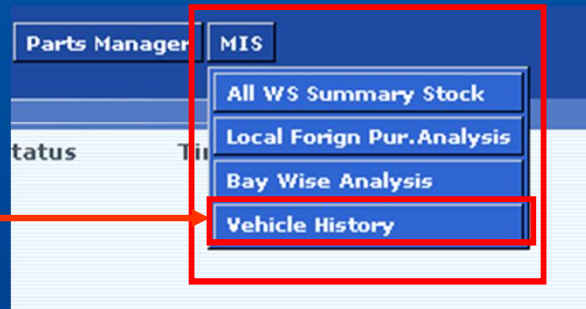 Parts Manager MIS
All WS Summary Stock
Local Forign Pur.Analysis
tatus Ti
Bay Wise Analysis
Vehicle History